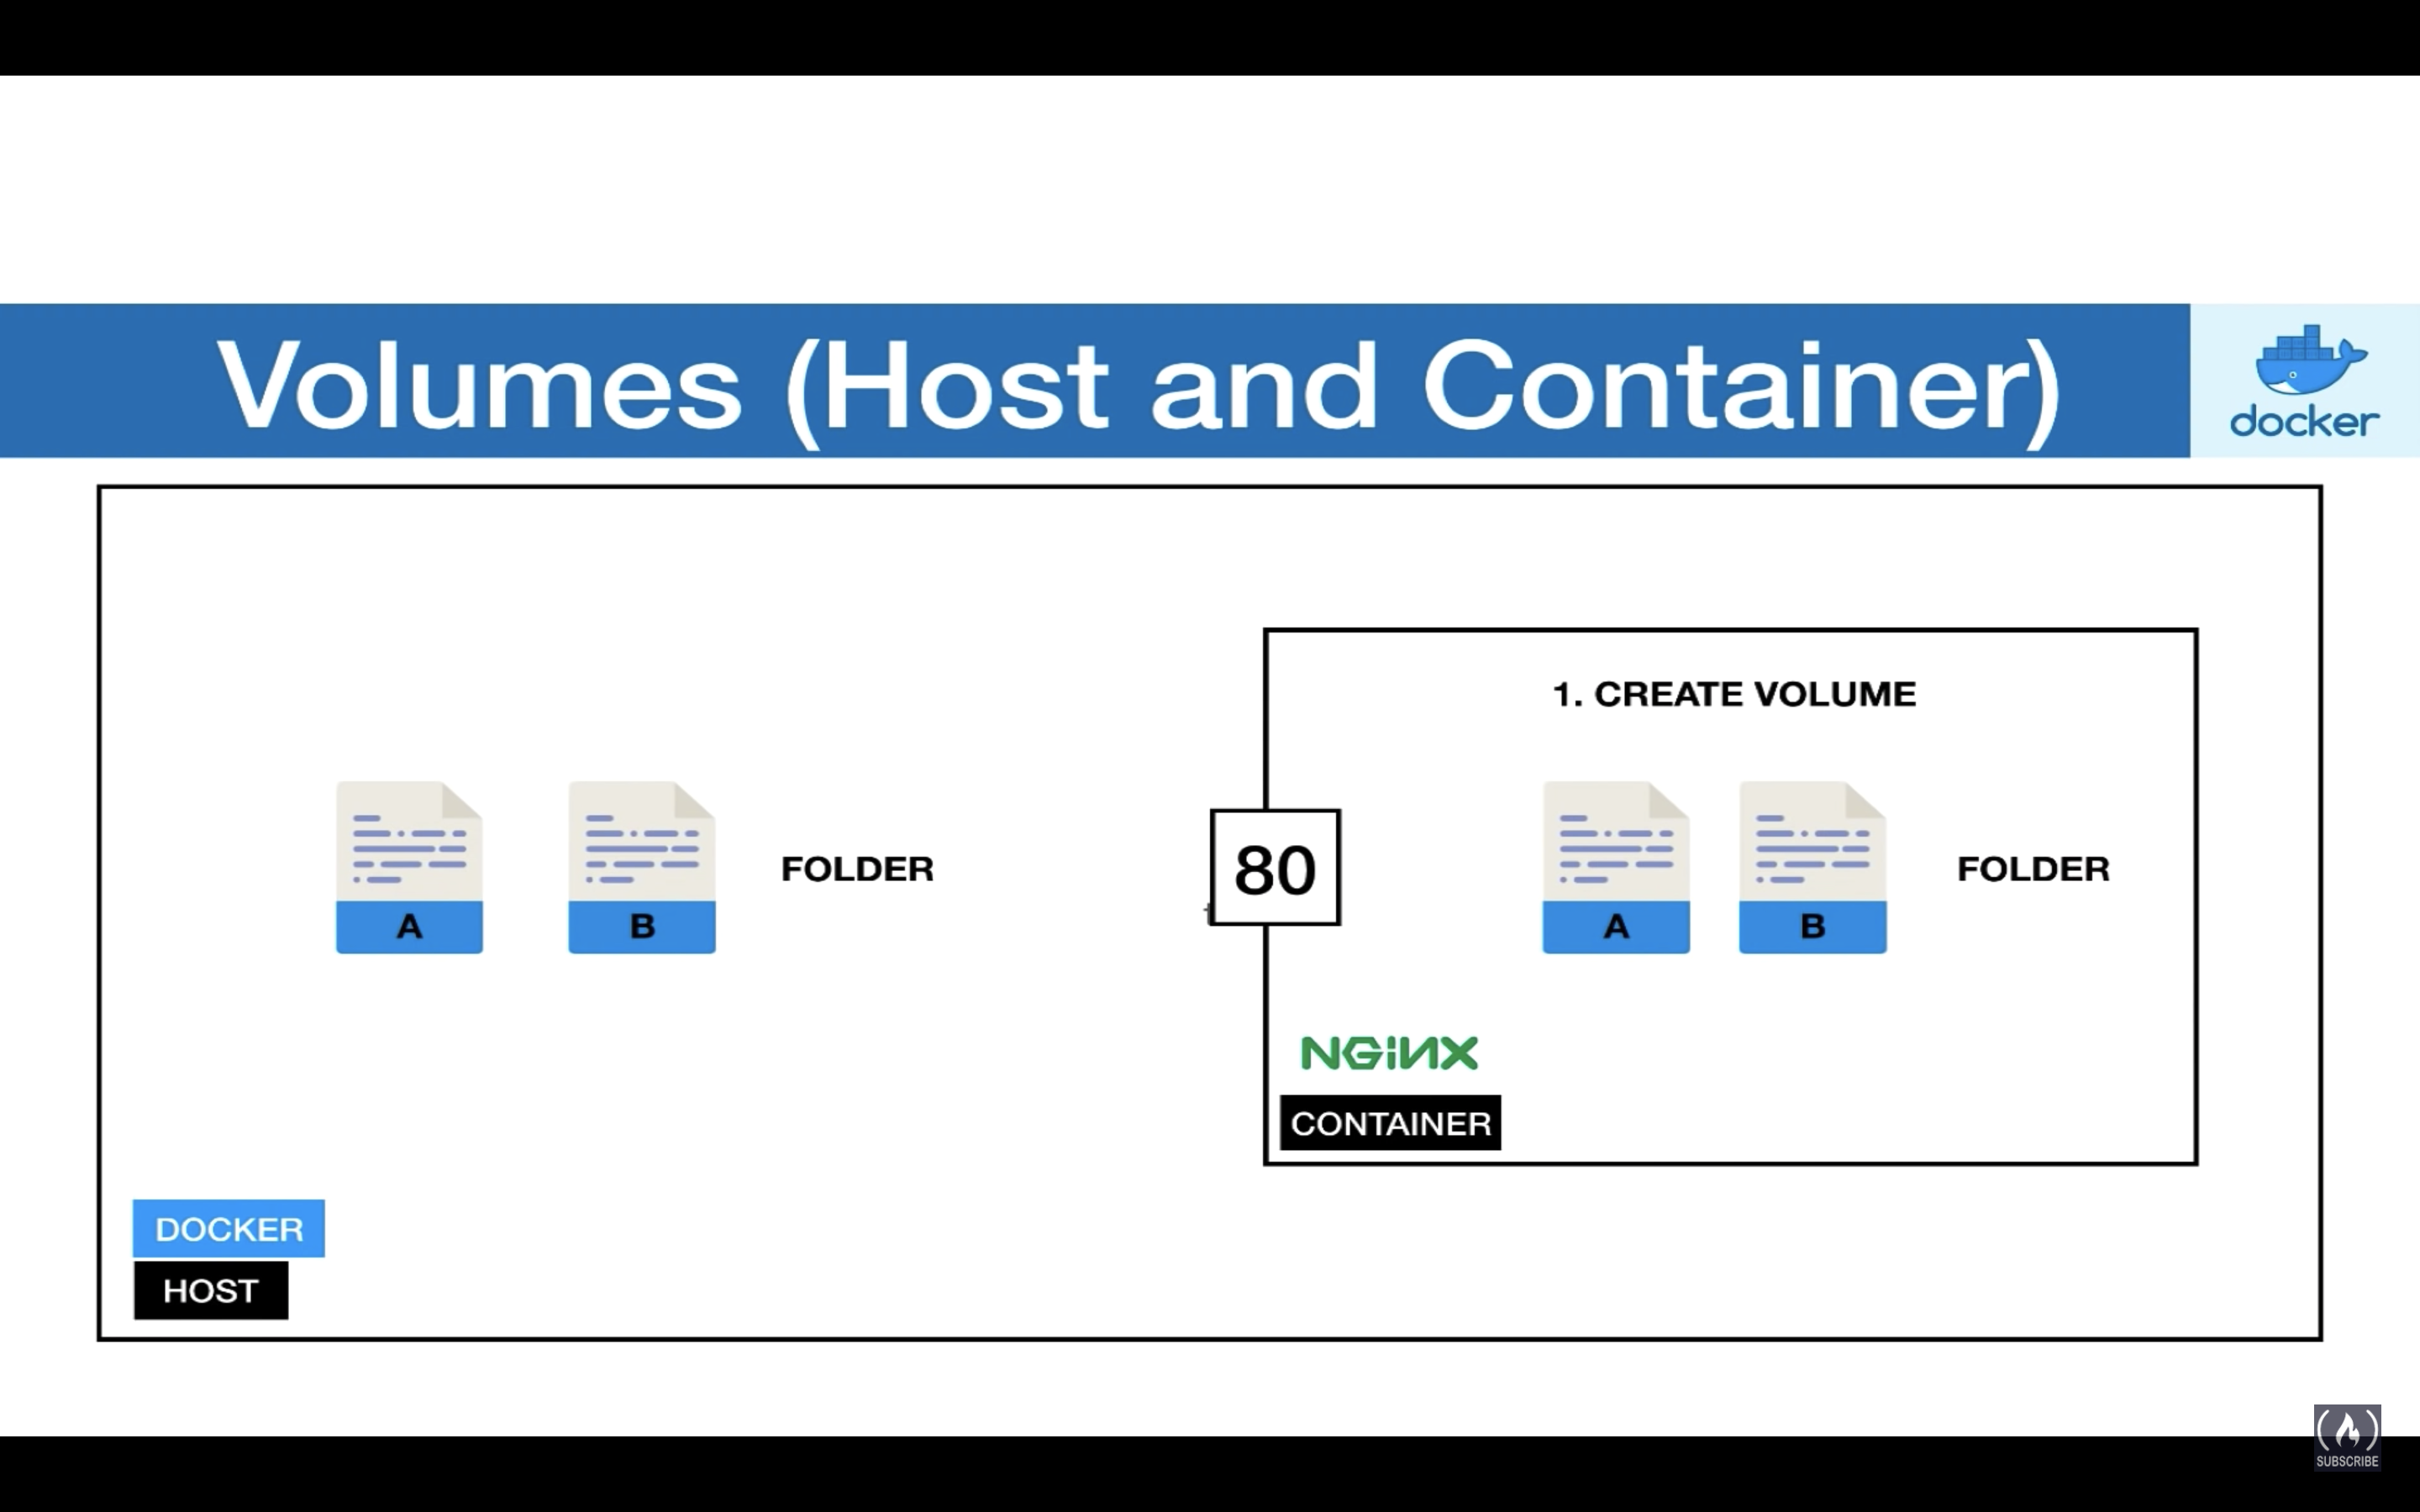 Volumes (Host and Container)
docker
1. CREATE VOLUME
A
B
FOLDER
80
A
B
FOLDER
NGINX
CONTAINER
DOCKER
HOST
SUBSCRIBE